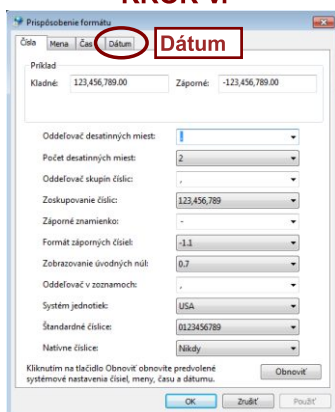 Prispôsobenie formátu
Čísla Mena Čas Dátum
Dátum
Príklad
Kladné: 123,456,789.00 Záporné: -123,456,789.00
Oddeľovač desatinných miest: .
Počet desatinných miest: 2
Oddeľovač skupín číslic: ,
Zoskupovanie číslic: 123,456,789
Záporné znamienko: -
Formát záporných čísiel: -1.1
Zobrazovanie úvodných núl: 0.7
Oddeľovač v zoznamoch: ,
Systém jednotiek: USA
Štandardné číslice: 0123456789
Natívne číslice: Nikdy
Kliknutím na tlačidlo Obnoviť obnovíte predvolené
systémové nastavenia čísiel, meny, času a dátumu.
Obnoviť
OK Zrušiť Použiť